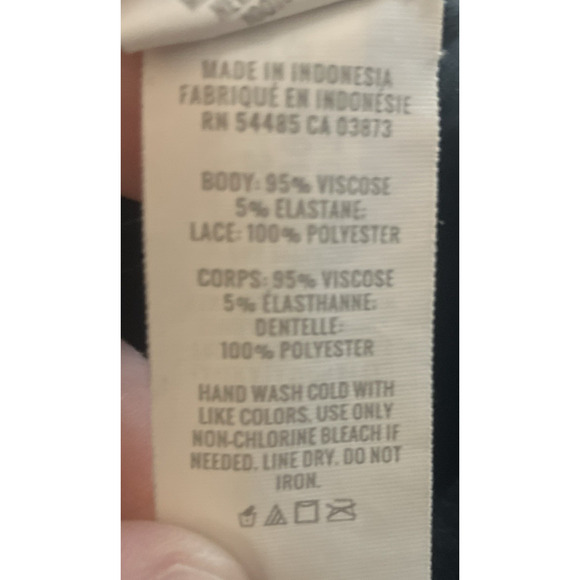 MADE IN INDONESIA
FABRIQUÉ EN INDONÉSIE
RN 54485 CA 03873
BODY: 95% VISCOSE
5% ELASTANE;
LACE: 100% POLYESTER
CORPS: 95% VISCOSE
5% ÉLASTHANNE;
DENTELLE:
100% POLYESTER
HAND WASH COLD WITH
LIKE COLORS, USE ONLY
NON-CHLORINE BLEACH IF
NEEDED. LINE DRY. DO NOT
IRON.